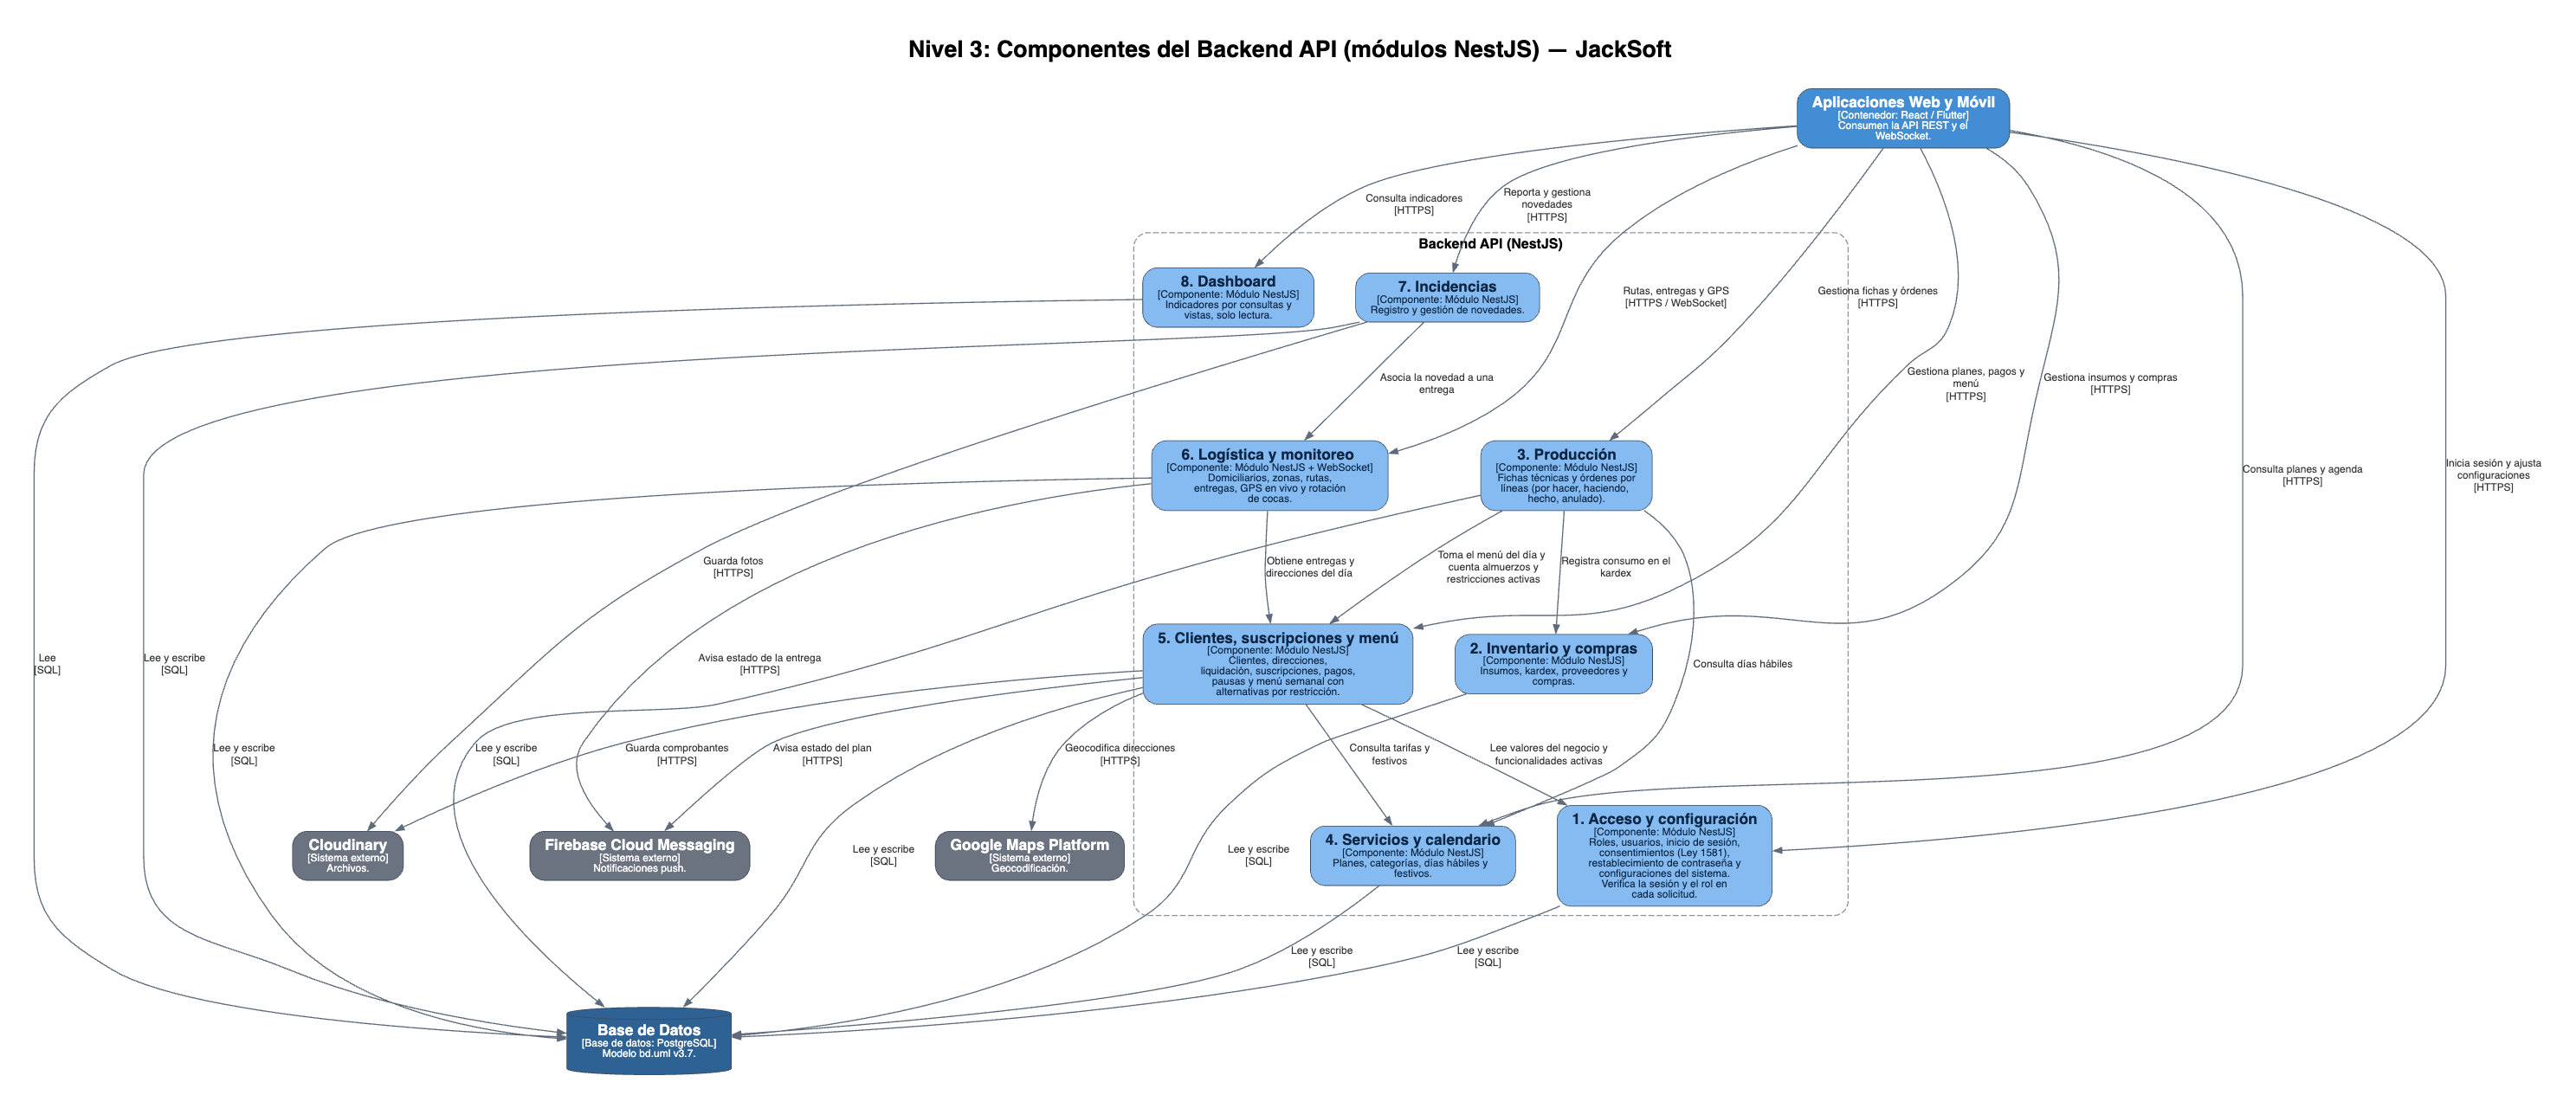 Nivel 3: Componentes del Backend API (módulos NestJS) — JackSoft
Aplicaciones Web y Móvil
[Contenedor: React / Flutter]
Consumen la API REST y el
WebSocket.
Consulta indicadores
[HTTPS]
Reporta y gestiona
novedades
[HTTPS]
Backend API (NestJS)
8. Dashboard
[Componente: Módulo NestJS]
Indicadores por consultas y
vistas, solo lectura.
7. Incidencias
[Componente: Módulo NestJS]
Registro y gestión de novedades.
Rutas, entregas y GPS
[HTTPS / WebSocket]
Gestiona fichas y órdenes
[HTTPS]
Asocia la novedad a una
entrega
Gestiona planes, pagos y
menú
[HTTPS]
Gestiona insumos y compras
[HTTPS]
6. Logística y monitoreo
[Componente: Módulo NestJS + WebSocket]
Domiciliarios, zonas, rutas,
entregas, GPS en vivo y rotación
de cocas.
3. Producción
[Componente: Módulo NestJS]
Fichas técnicas y órdenes por
líneas (por hacer, haciendo,
hecho, anulado).
Consulta planes y agenda
[HTTPS]
Inicia sesión y ajusta
configuraciones
[HTTPS]
Guarda fotos
[HTTPS]
Obtiene entregas y
direcciones del día
Toma el menú del día y
cuenta almuerzos y
restricciones activas
Registra consumo en el
kardex
Lee
[SQL]
Lee y escribe
[SQL]
Avisa estado de la entrega
[HTTPS]
5. Clientes, suscripciones y menú
[Componente: Módulo NestJS]
Clientes, direcciones,
liquidación, suscripciones, pagos,
pausas y menú semanal con
alternativas por restricción.
2. Inventario y compras
[Componente: Módulo NestJS]
Insumos, kardex, proveedores y
compras.
Consulta días hábiles
Lee y escribe
[SQL]
Lee y escribe
[SQL]
Guarda comprobantes
[HTTPS]
Avisa estado del plan
[HTTPS]
Geocodifica direcciones
[HTTPS]
Consulta tarifas y
festivos
Lee valores del negocio y
funcionalidades activas
Cloudinary
[Sistema externo]
Archivos.
Firebase Cloud Messaging
[Sistema externo]
Notificaciones push.
Lee y escribe
[SQL]
Google Maps Platform
[Sistema externo]
Geocodificación.
Lee y escribe
[SQL]
4. Servicios y calendario
[Componente: Módulo NestJS]
Planes, categorías, días hábiles y
festivos.
1. Acceso y configuración
[Componente: Módulo NestJS]
Roles, usuarios, inicio de sesión,
consentimientos (Ley 1581),
restablecimiento de contraseña y
configuraciones del sistema.
Verifica la sesión y el rol en
cada solicitud.
Lee y escribe
[SQL]
Lee y escribe
[SQL]
Base de Datos
[Base de datos: PostgreSQL]
Modelo bd.uml v3.7.